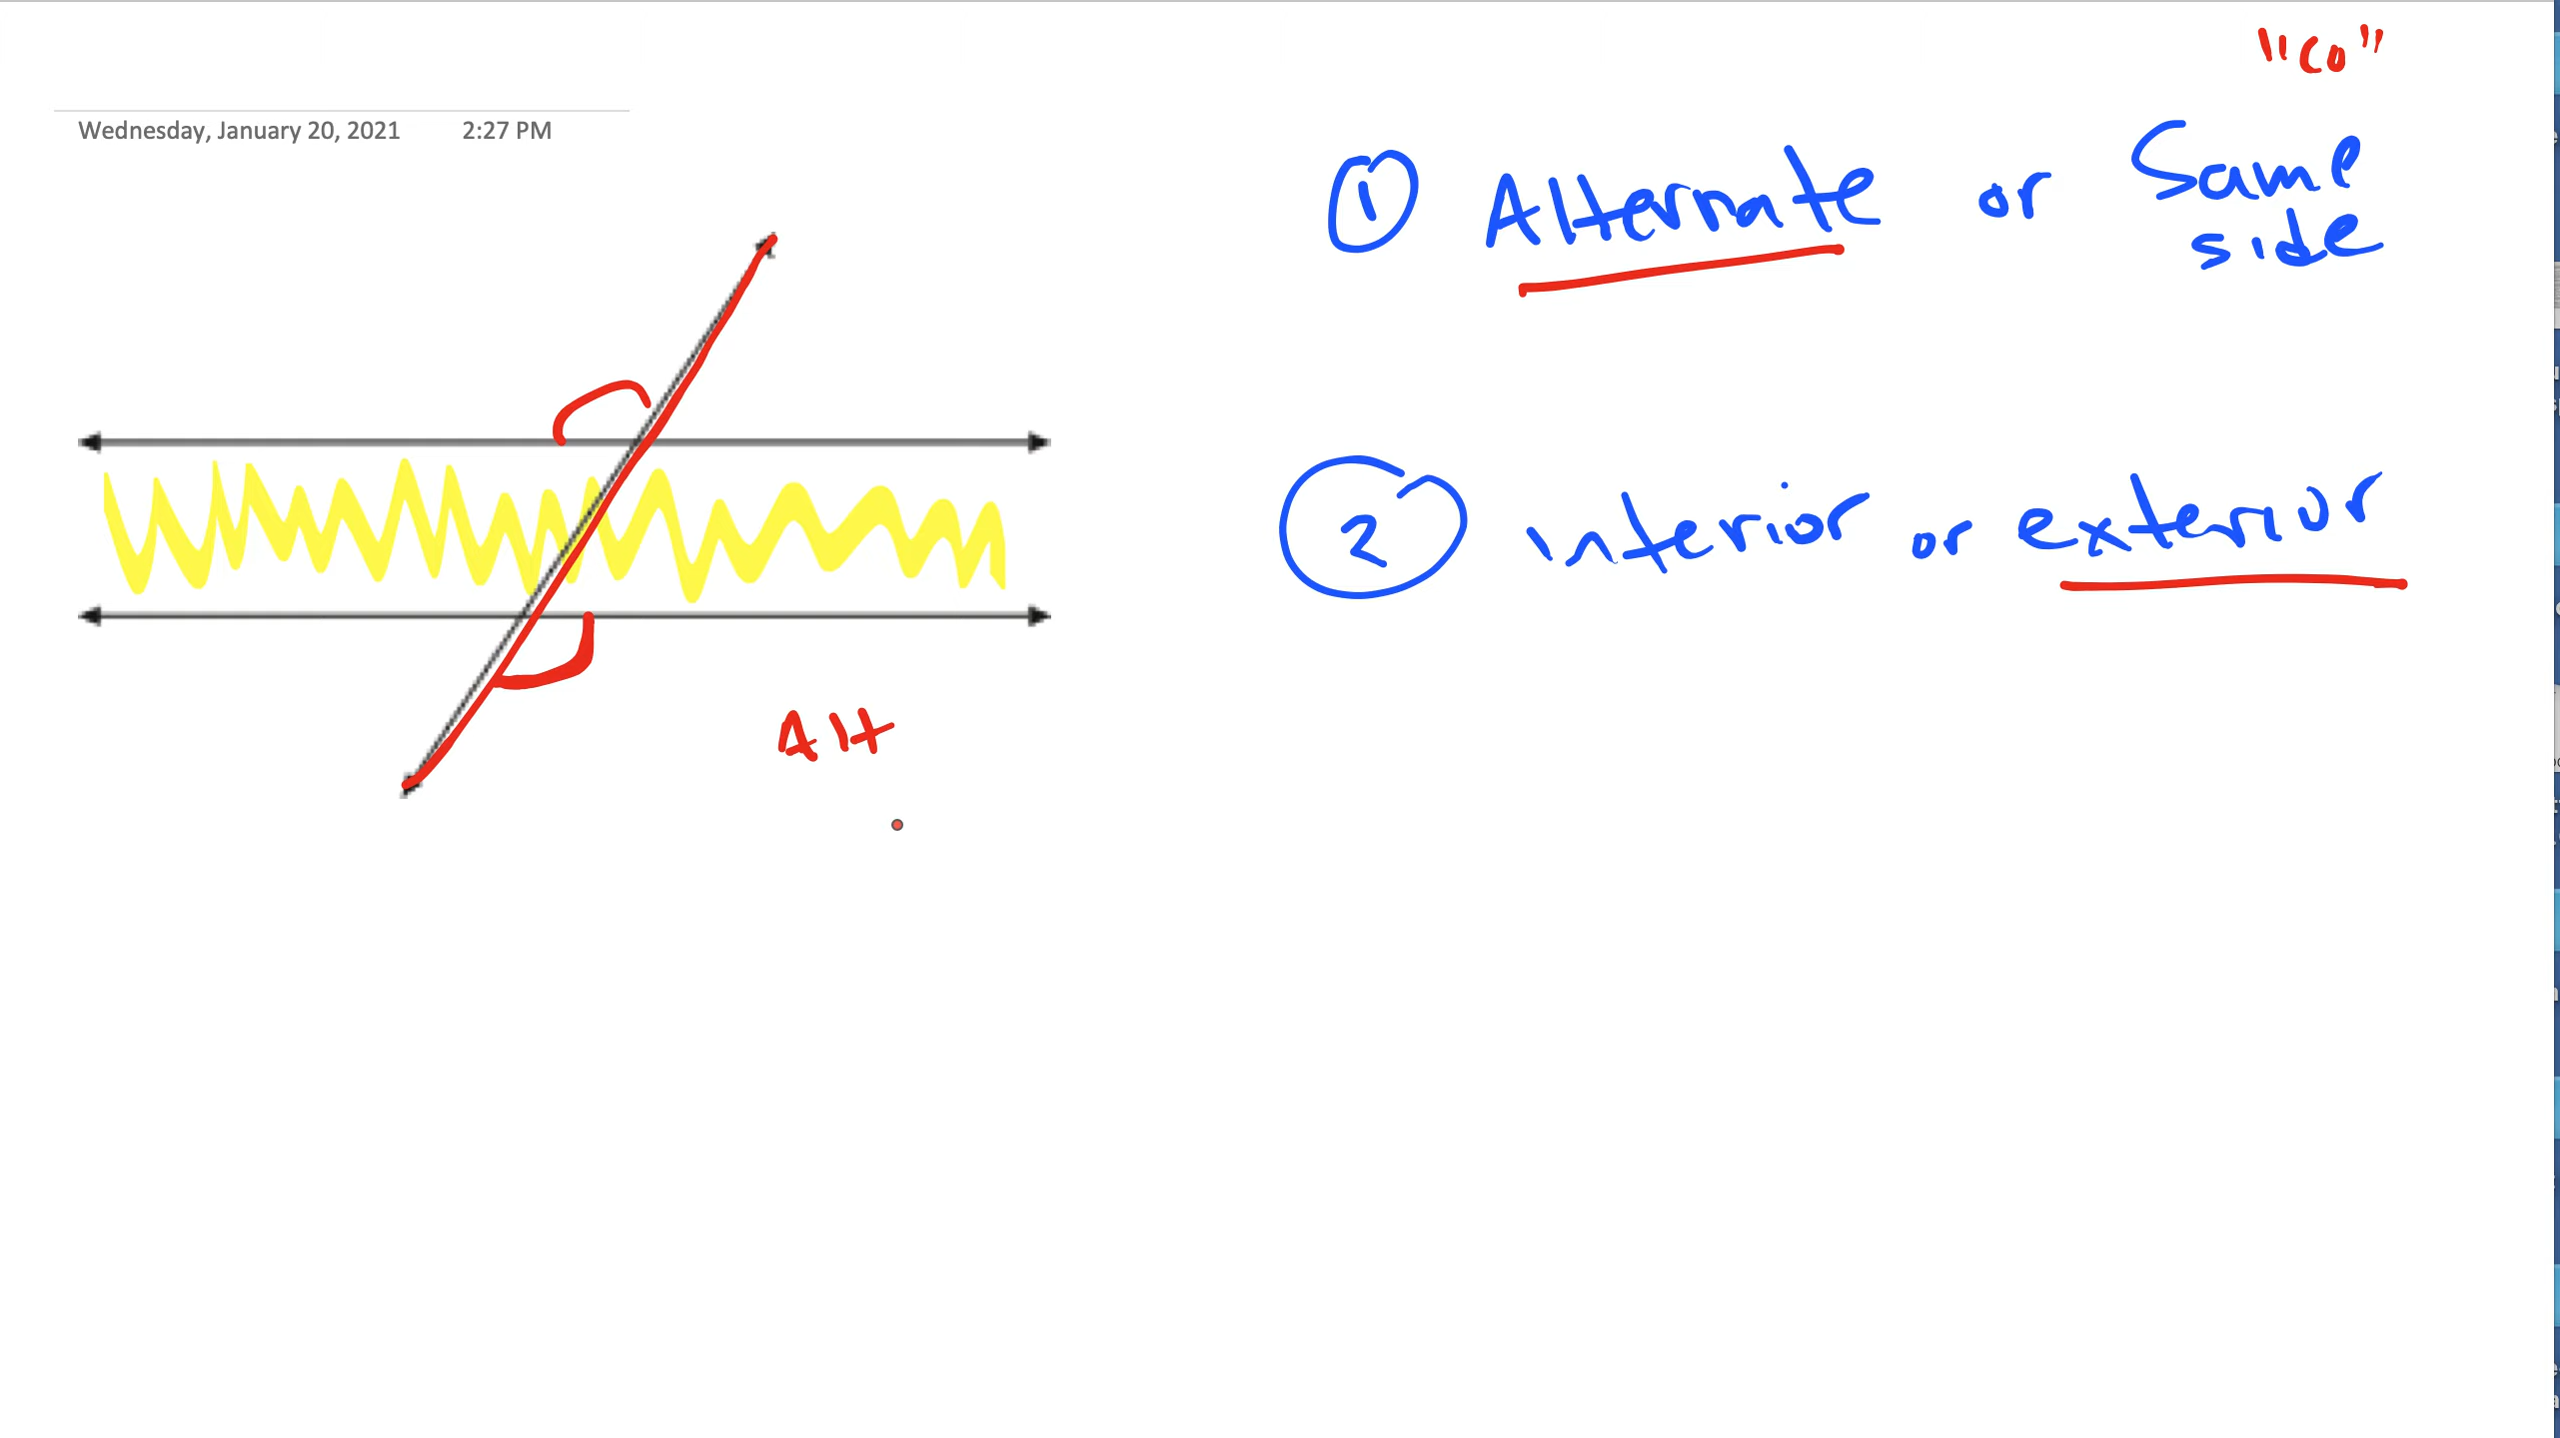 Wednesday, January 20, 2021 2:27 PM
"co"
① Alternate or Same
side
② interior or exterior
Alt